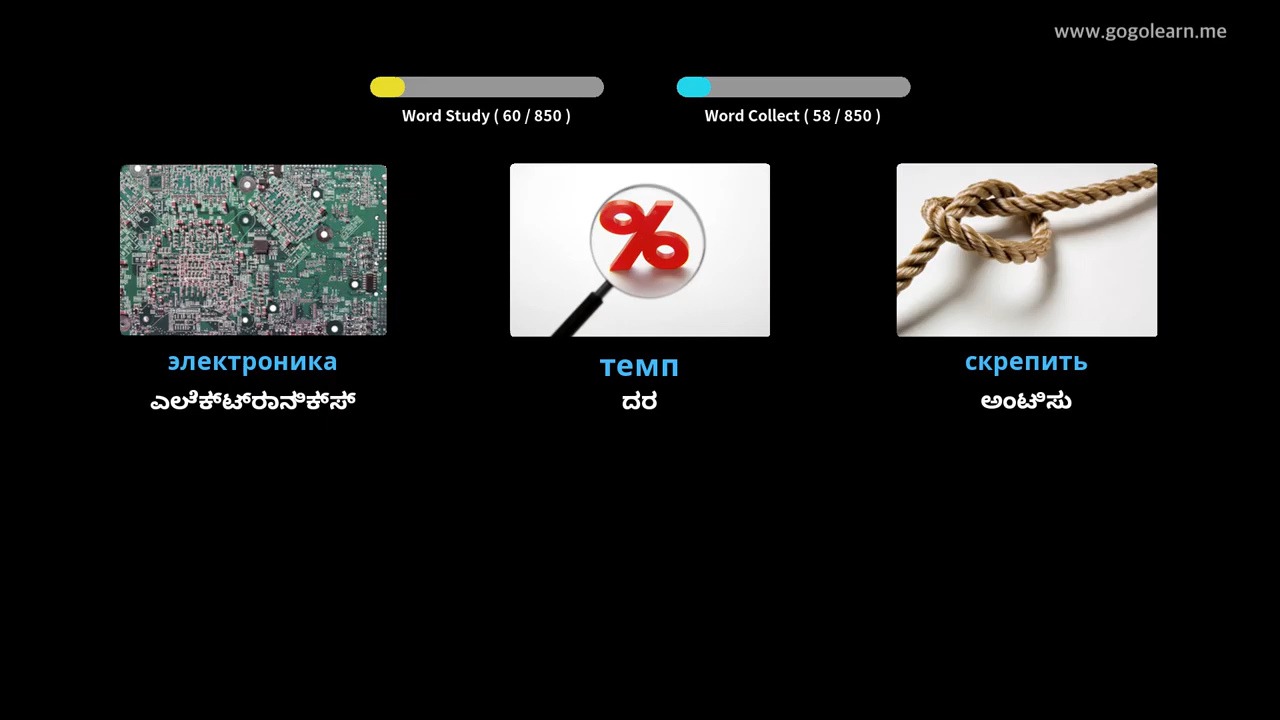 www.gogolearn.me
Word Study ( 60 / 850 )
Word Collect ( 58 / 850 )
электроника
темп
скрепить
ಎಲೆಕ್ಟ್ರಾನಿಕ್ಸ್
ದರ
ಅಂಟಿಸು